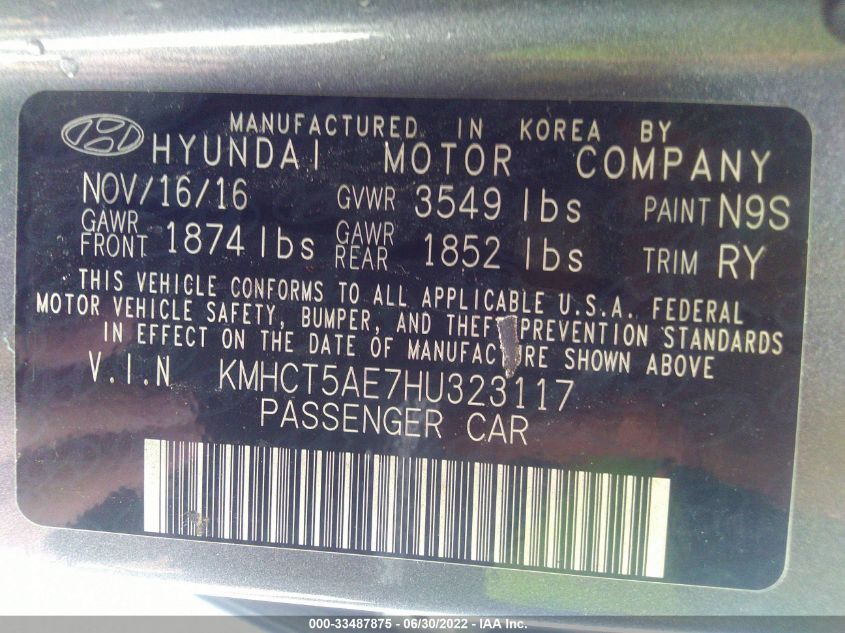 MANUFACTURED IN KOREA BY
HYUNDAI MOTOR COMPANY
NOV/16/16 GVWR 3549 lbs PAINT N9S
GAWR FRONT 1874 lbs GAWR REAR 1852 lbs TRIM RY
THIS VEHICLE CONFORMS TO ALL APPLICABLE U.S.A. FEDERAL
MOTOR VEHICLE SAFETY, BUMPER, AND THEFT PREVENTION STANDARDS
IN EFFECT ON THE DATE OF MANUFACTURE SHOWN ABOVE
V.I.N KMHCT5AE7HU323117
PASSENGER CAR
000-33487875 - 06/30/2022 - IAA Inc.